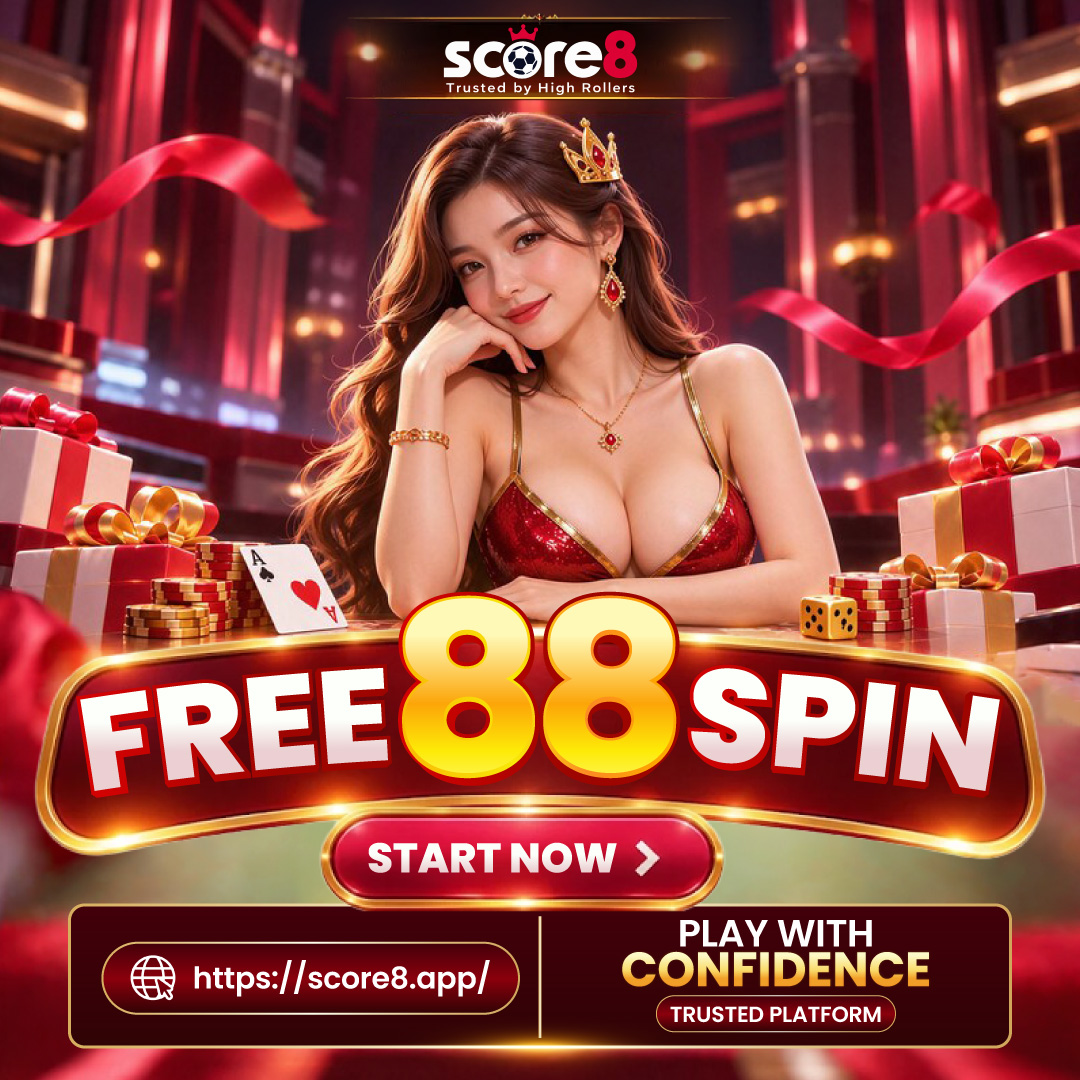 score8
Trusted by High Rollers
A
A
FREE 88 SPIN
START NOW
https://score8.app/
PLAY WITH
CONFIDENCE
TRUSTED PLATFORM